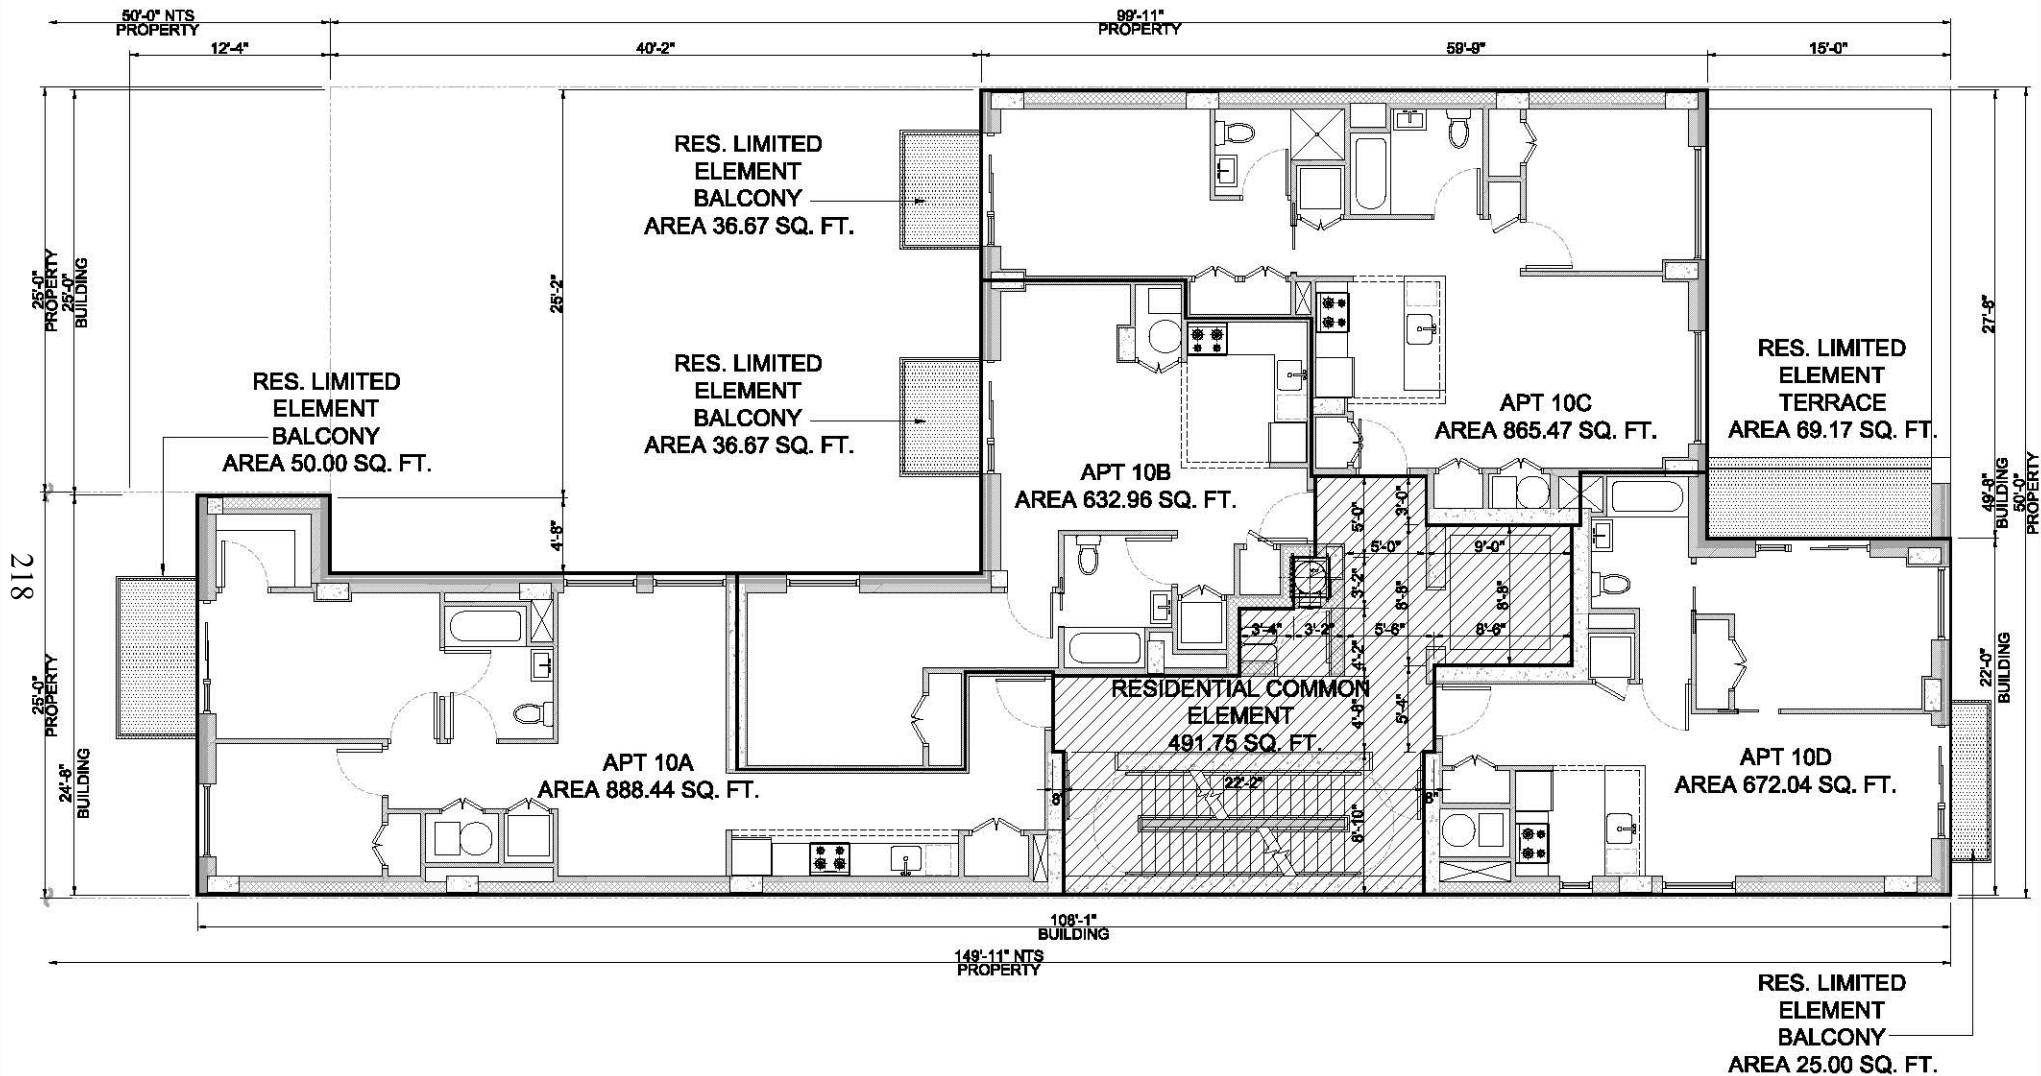 50'-0" NTS
PROPERTY
99'-11"
PROPERTY
12'-4"
40'-2"
59'-9"
15'-0"
RES. LIMITED
ELEMENT
BALCONY
AREA 36.67 SQ. FT.
25'-0"
PROPERTY
25'-0"
BUILDING
25'-2"
27'-8"
RES. LIMITED
ELEMENT
BALCONY
AREA 36.67 SQ. FT.
RES. LIMITED
ELEMENT
BALCONY
AREA 50.00 SQ. FT.
RES. LIMITED
ELEMENT
TERRACE
AREA 69.17 SQ. FT.
APT 10C
AREA 865.47 SQ. FT.
APT 10B
AREA 632.96 SQ. FT.
49'-8"
BUILDING
50'-0"
PROPERTY
4'-8"
5'-0"
3'-0"
5'-0"
9'-0"
3'-2"
8'-8"
8'-8"
3'-4"
3'-2"
5'-6"
8'-6"
4'-2"
218
25'-0"
PROPERTY
24'-8"
BUILDING
22'-0"
BUILDING
RESIDENTIAL COMMON
ELEMENT
491.75 SQ. FT.
4'-8"
5'-4"
APT 10A
AREA 888.44 SQ. FT.
APT 10D
AREA 672.04 SQ. FT.
8"
22'-2"
8"
8'-10"
108'-1"
BUILDING
149'-11" NTS
PROPERTY
RES. LIMITED
ELEMENT
BALCONY
AREA 25.00 SQ. FT.